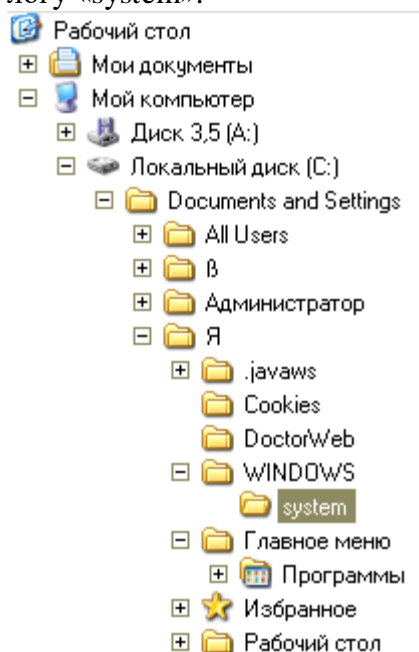 логу «system».
Рабочий стол
Мои документы
Мой компьютер
Диск 3,5 (A:)
Локальный диск (C:)
Documents and Settings
All Users
ß
Администратор
Я
.javaws
Cookies
DoctorWeb
WINDOWS
system
Главное меню
Программы
Избранное
Рабочий стол